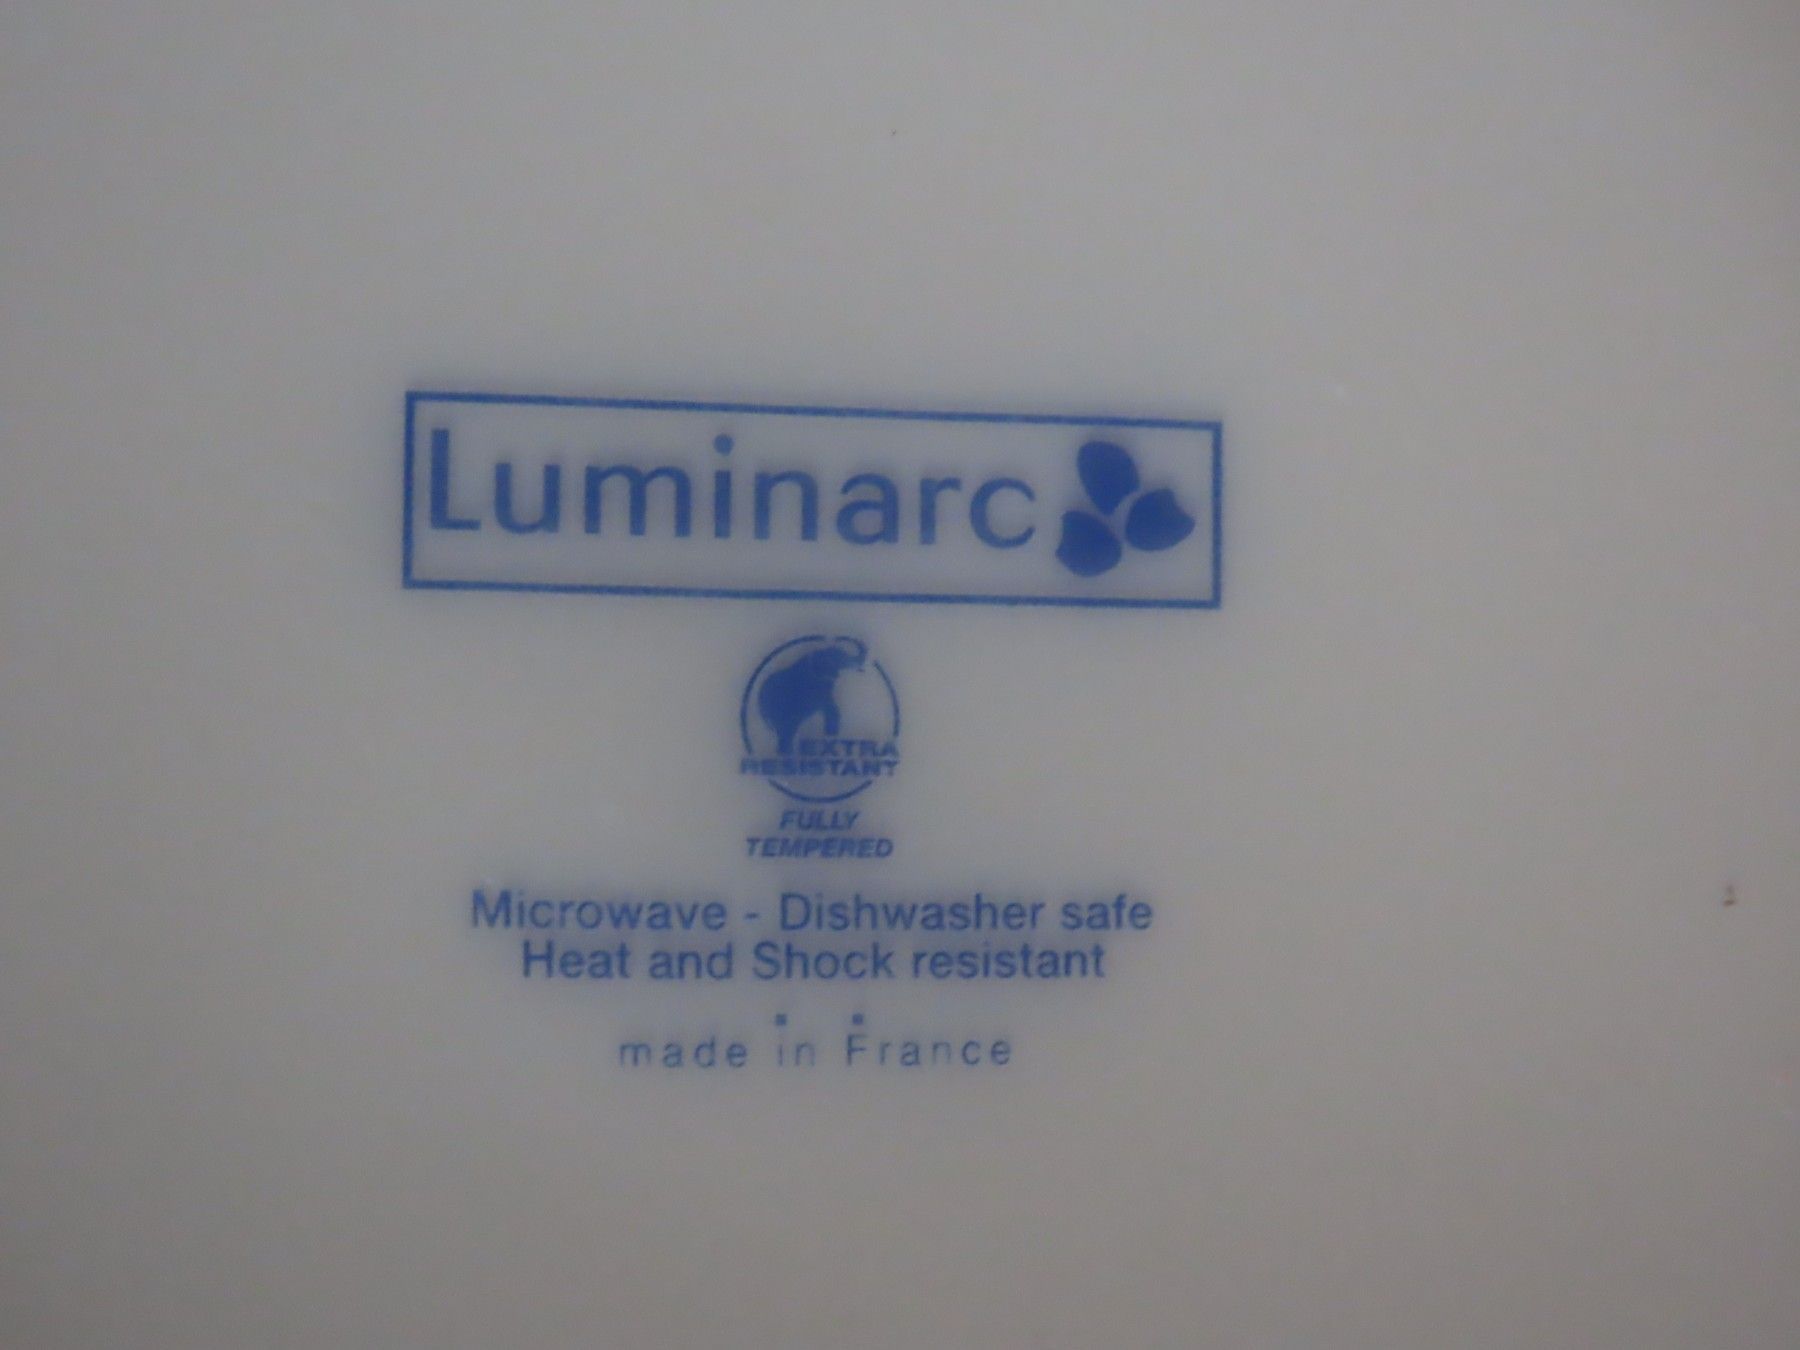 Luminarc
EXTRA
RESISTANT
FULLY
TEMPERED
Microwave - Dishwasher safe
Heat and Shock resistant
made in France